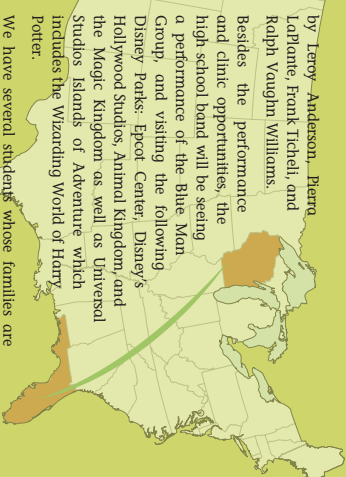 by Leroy Anderson, Pierra
LaPlante, Frank Ticheli, and
Ralph Vaughn Williams.
Besides the performance
and clinic opportunities, the
high school band will be seeing
a performance of the Blue Man
Group, and visiting the following
Disney Parks: Epcot Center, Disney's
Hollywood Studios, Animal Kingdom, and
the Magic Kingdom as well as Universal
Studios Islands of Adventure which
includes the Wizarding World of Harry
Potter.
We have several students whose families are